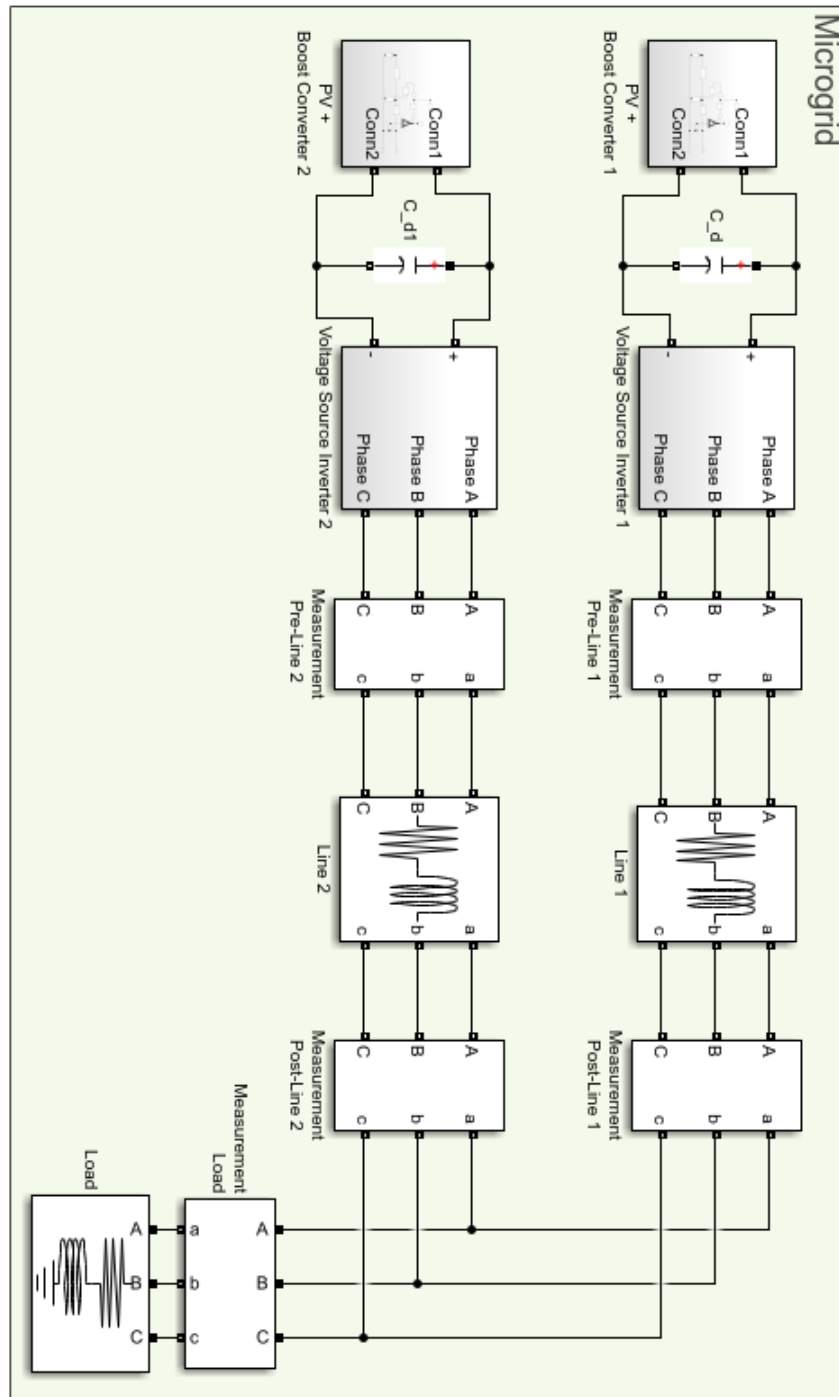 Microgrid
Conn1
Conn2
PV +
Boost Converter 1
C_d
+
-
Phase A
Phase B
Phase C
Voltage Source Inverter 1
A
B
C
a
b
c
Measurement
Pre-Line 1
A
B
C
a
b
c
Line 1
A
B
C
a
b
c
Measurement
Post-Line 1
Conn1
Conn2
PV +
Boost Converter 2
C_d1
+
-
Phase A
Phase B
Phase C
Voltage Source Inverter 2
A
B
C
a
b
c
Measurement
Pre-Line 2
A
B
C
a
b
c
Line 2
A
B
C
a
b
c
Measurement
Post-Line 2
Measurement
Load
A
B
C
a
b
c
Load
A
B
C